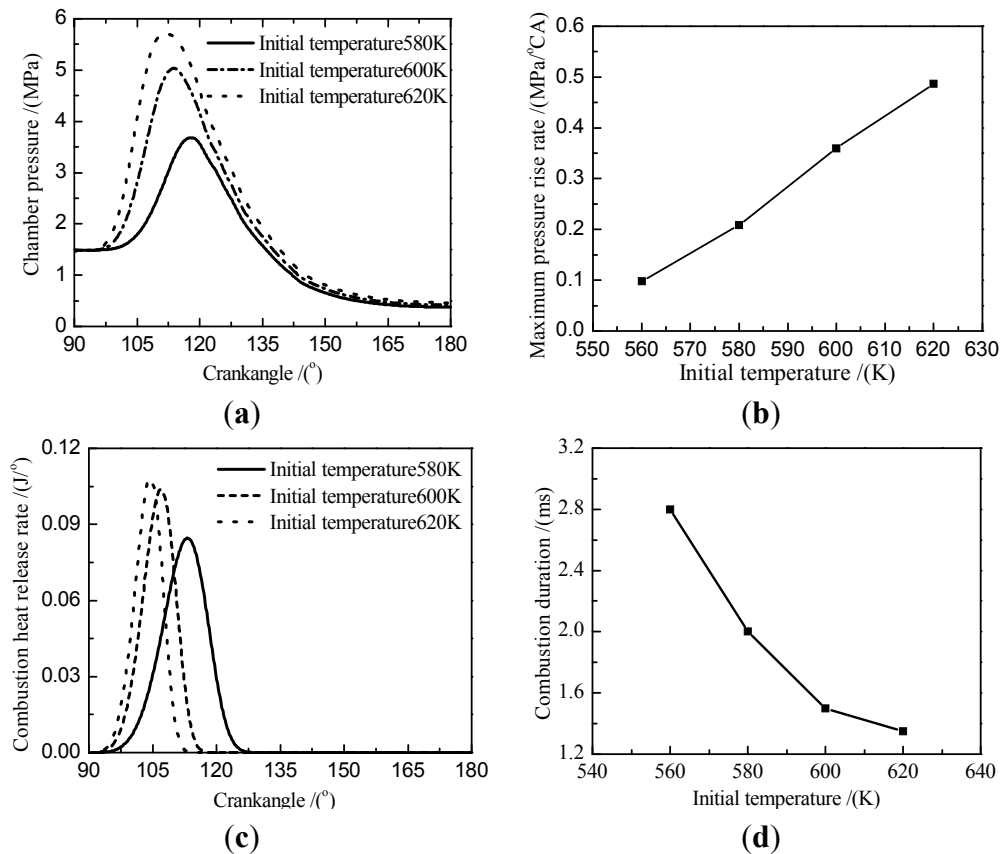 6
5
4
3
2
1
0
Chamber pressure /(MPa)
Initial temperature580K
Initial temperature600K
Initial temperature620K
90 105 120 135 150 165 180
Crankangle /(°)
(a)
0.6
0.5
0.4
0.3
0.2
0.1
0.0
Maximum pressure rise rate /(MPa/°CA)
550 560 570 580 590 600 610 620 630
Initial temperature /(K)
(b)
0.12
0.09
0.06
0.03
0.00
Combustion heat release rate /(J/°)
Initial temperature580K
Initial temperature600K
Initial temperature620K
90 105 120 135 150 165 180
Crankangle /(°)
(c)
3.2
2.8
2.4
2.0
1.6
1.2
Combustion duration /(ms)
540 560 580 600 620 640
Initial temperature /(K)
(d)